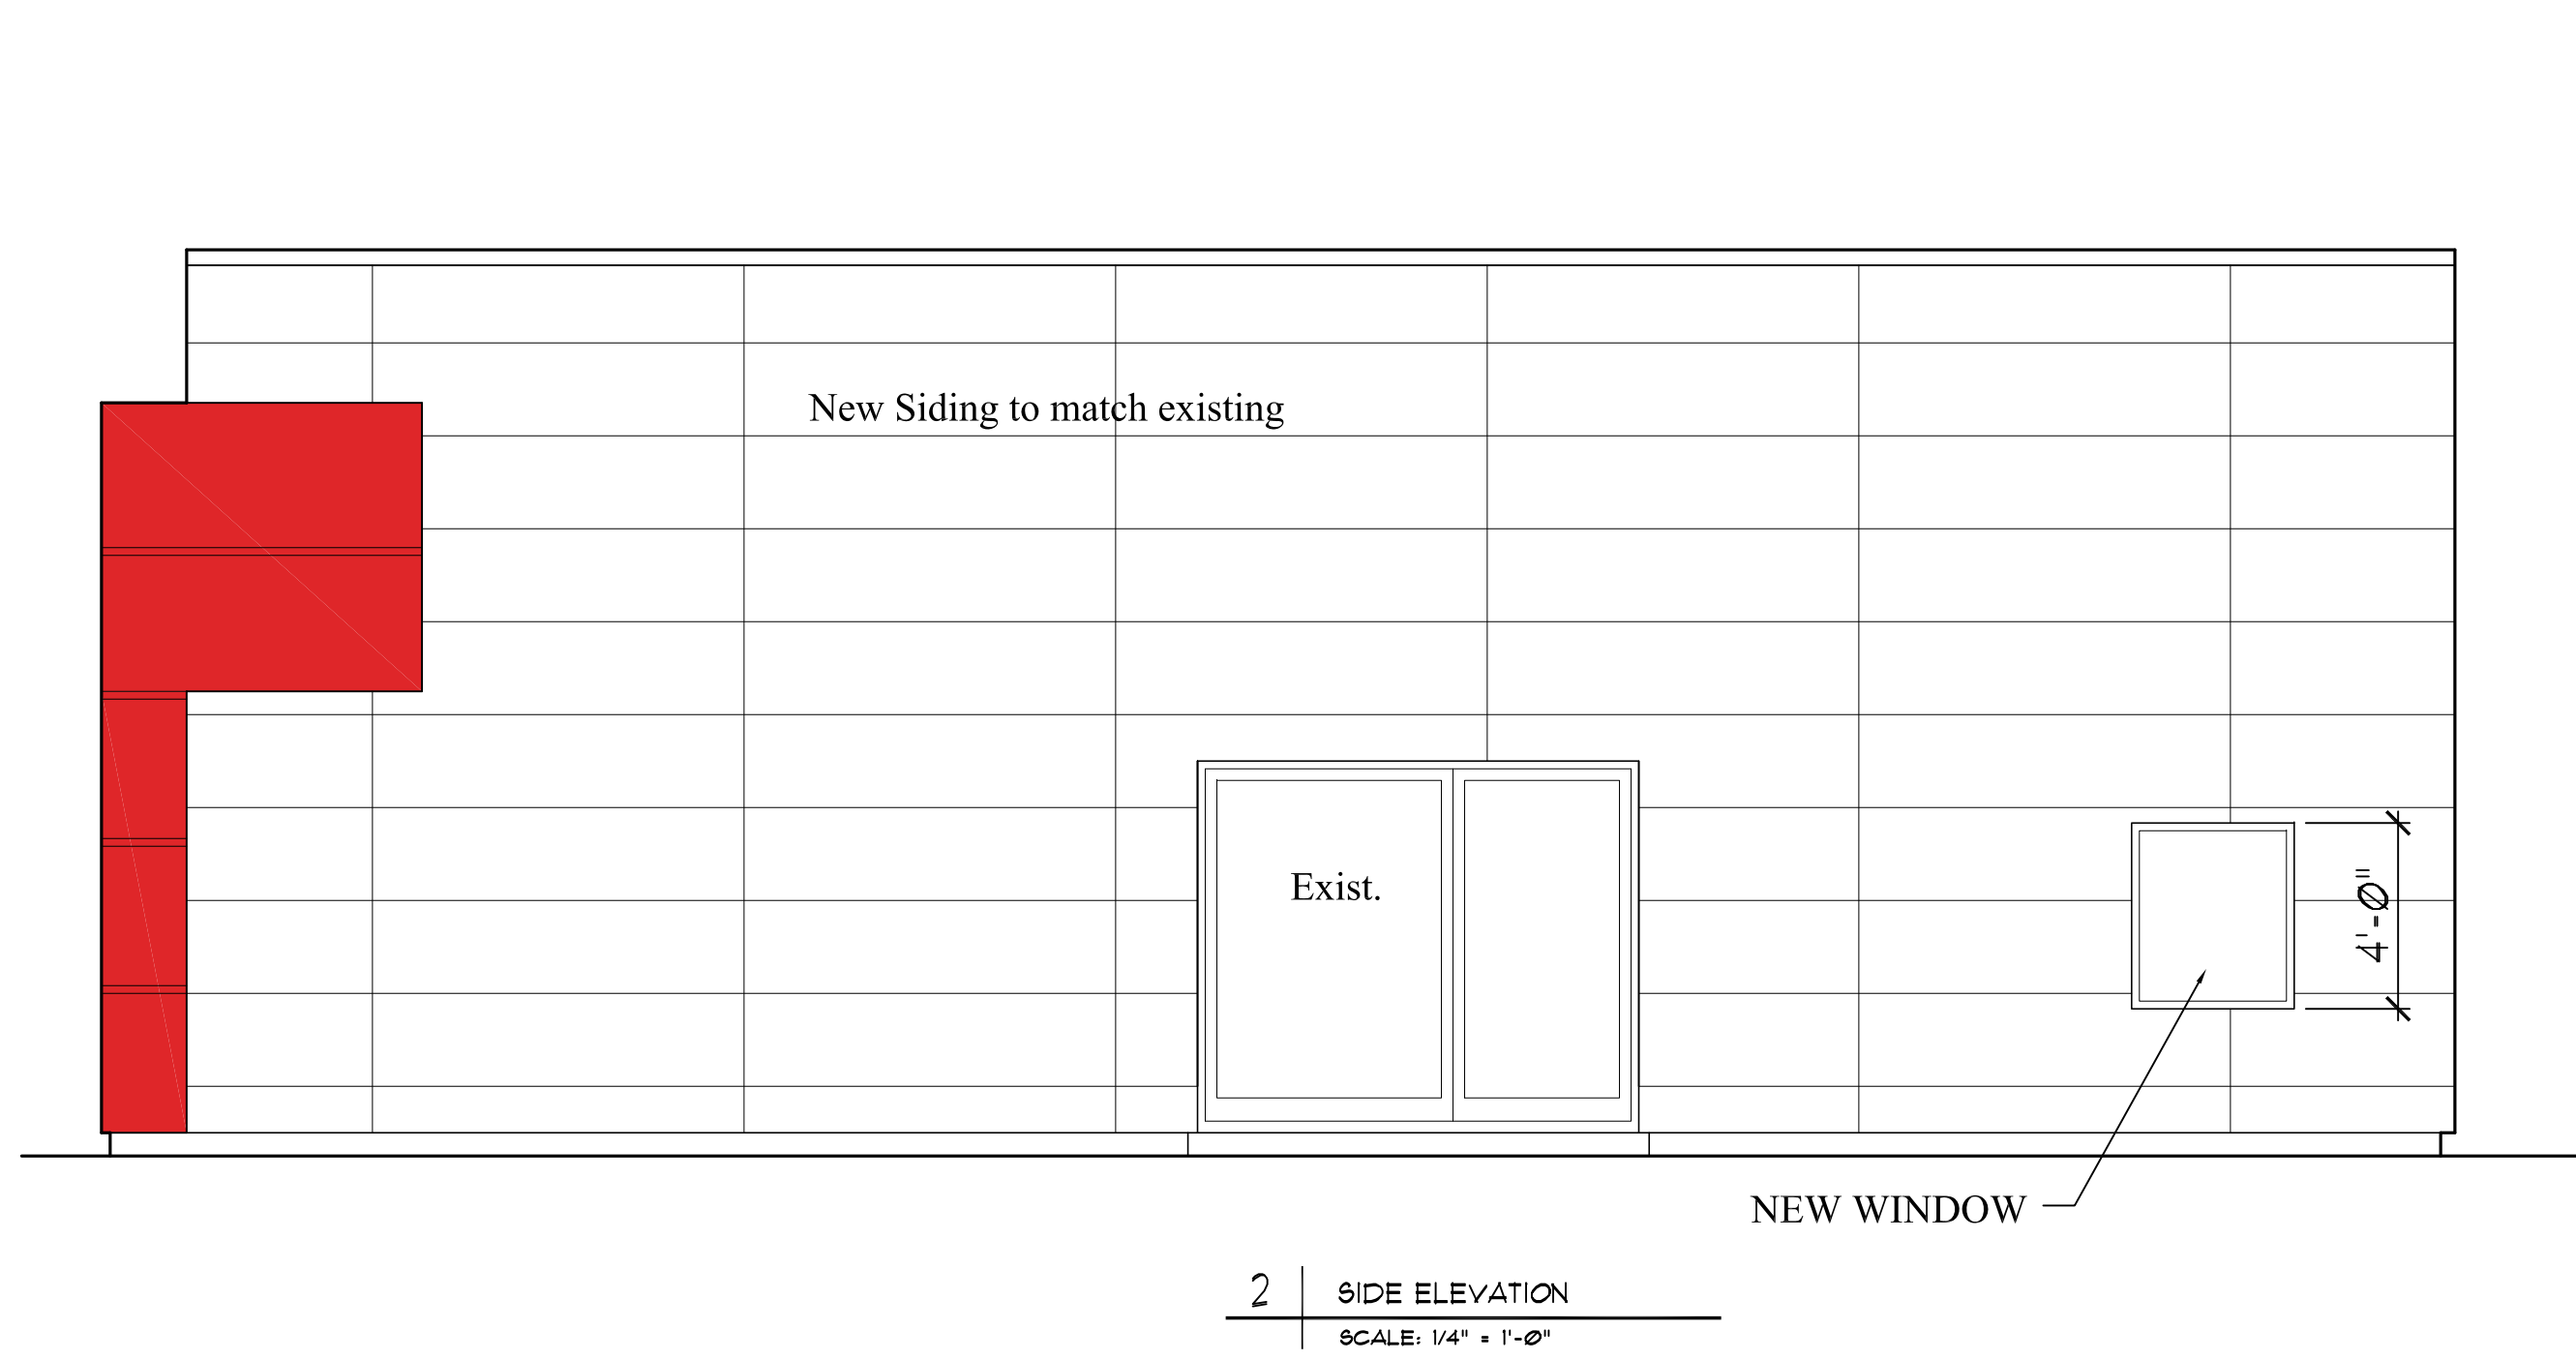 New Siding to match existing
Exist.
4'-0"
NEW WINDOW
2
SIDE ELEVATION
SCALE: 1/4" = 1'-0"